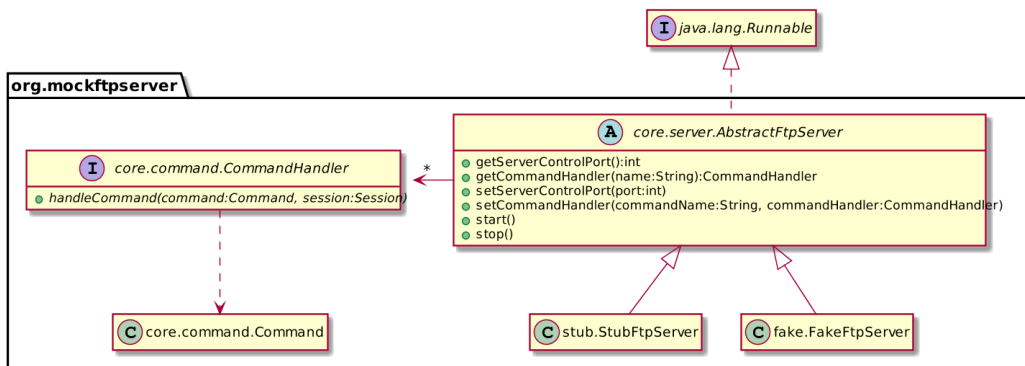 I java.lang.Runnable
org.mockftpserver
A core.server.AbstractFtpServer
getServerControlPort():int
getCommandHandler(name:String):CommandHandler
setServerControlPort(port:int)
setCommandHandler(commandName:String, commandHandler:CommandHandler)
start()
stop()
*
I core.command.CommandHandler
handleCommand(command:Command, session:Session)
C core.command.Command
C stub.StubFtpServer
C fake.FakeFtpServer